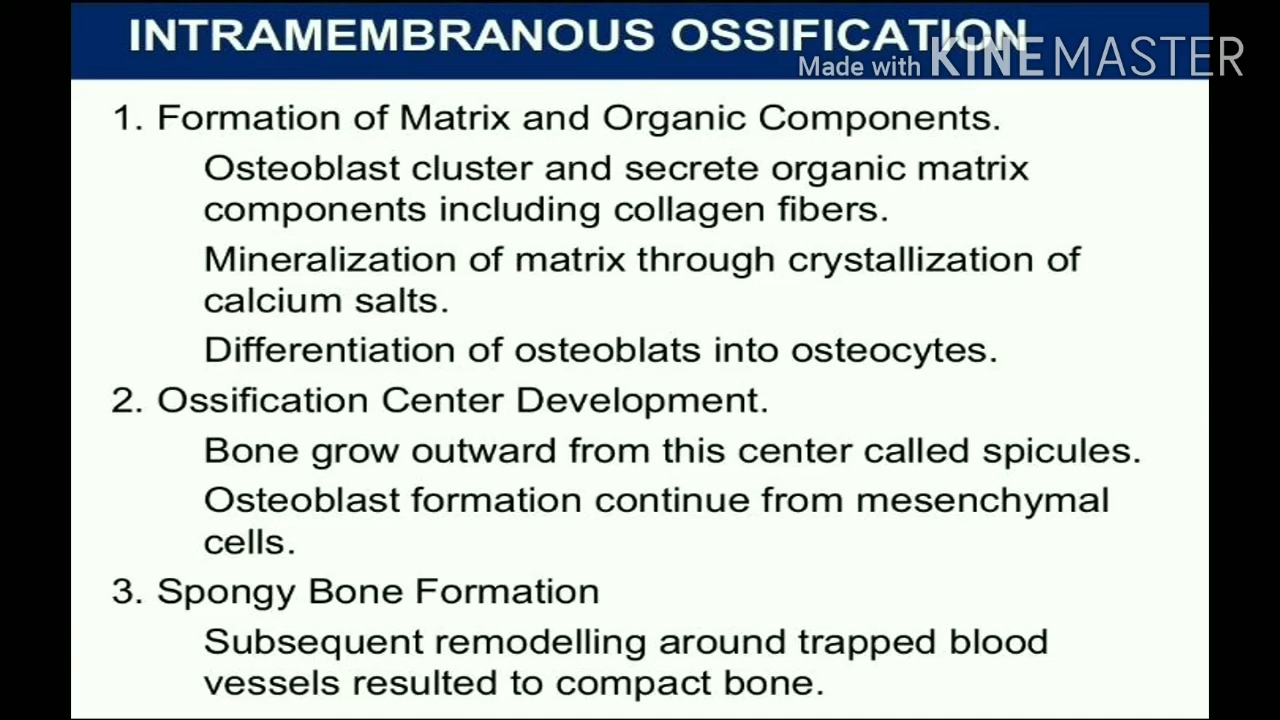 INTRAMEMBRANOUS OSSIFICATION
Made with KINEMASTER
1. Formation of Matrix and Organic Components.
Osteoblast cluster and secrete organic matrix
components including collagen fibers.
Mineralization of matrix through crystallization of
calcium salts.
Differentiation of osteoblats into osteocytes.
2. Ossification Center Development.
Bone grow outward from this center called spicules.
Osteoblast formation continue from mesenchymal
cells.
3. Spongy Bone Formation
Subsequent remodelling around trapped blood
vessels resulted to compact bone.